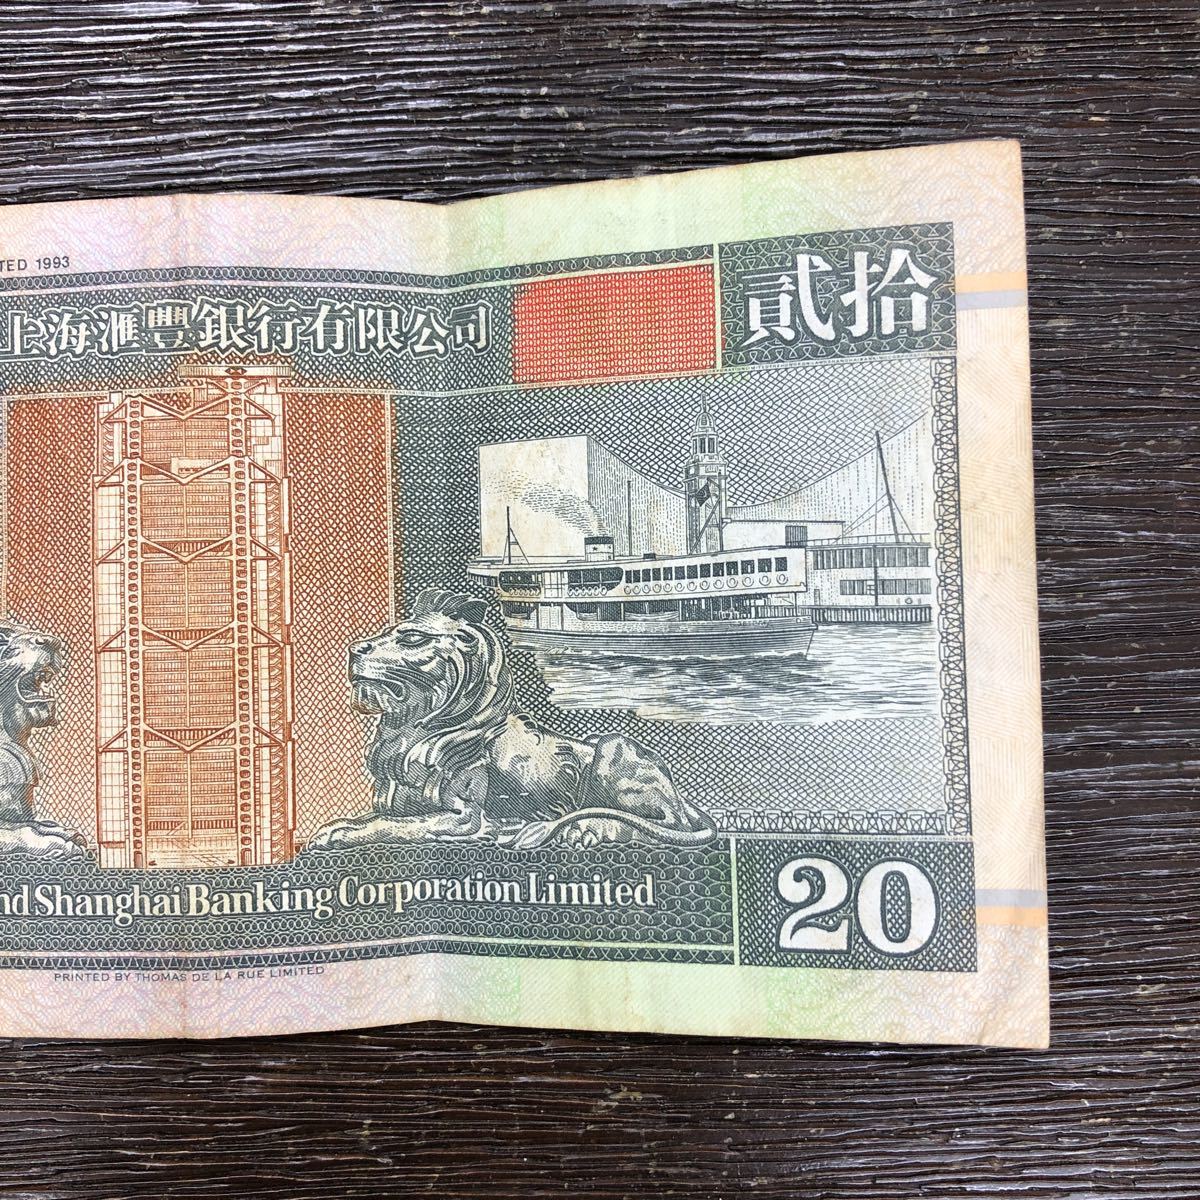 TED 1993
貳拾
上海滙豐銀行有限公司
nd Shanghai Banking Corporation Limited
20
PRINTED BY THOMAS DE LA RUE LIMITED